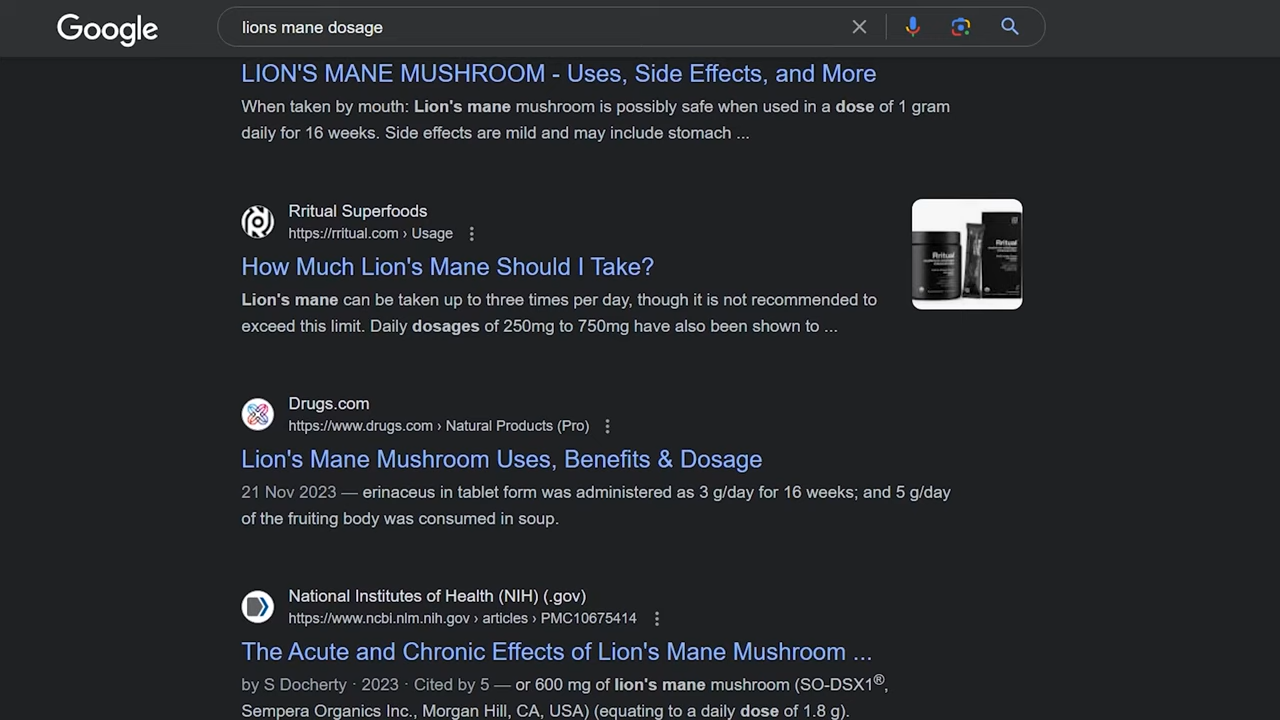 Google
lions mane dosage
LION'S MANE MUSHROOM - Uses, Side Effects, and More
When taken by mouth: Lion's mane mushroom is possibly safe when used in a dose of 1 gram
daily for 16 weeks. Side effects are mild and may include stomach ...
Rritual Superfoods
https://rritual.com › Usage
How Much Lion's Mane Should I Take?
Lion's mane can be taken up to three times per day, though it is not recommended to
exceed this limit. Daily dosages of 250mg to 750mg have also been shown to ...
Rritual
Rritual
Drugs.com
https://www.drugs.com › Natural Products (Pro)
Lion's Mane Mushroom Uses, Benefits & Dosage
21 Nov 2023 — erinaceus in tablet form was administered as 3 g/day for 16 weeks; and 5 g/day
of the fruiting body was consumed in soup.
National Institutes of Health (NIH) (.gov)
https://www.ncbi.nlm.nih.gov › articles › PMC10675414
The Acute and Chronic Effects of Lion's Mane Mushroom ...
by S Docherty · 2023 · Cited by 5 — or 600 mg of lion's mane mushroom (SO-DSX1®,
Sempera Organics Inc., Morgan Hill, CA, USA) (equating to a daily dose of 1.8 g).